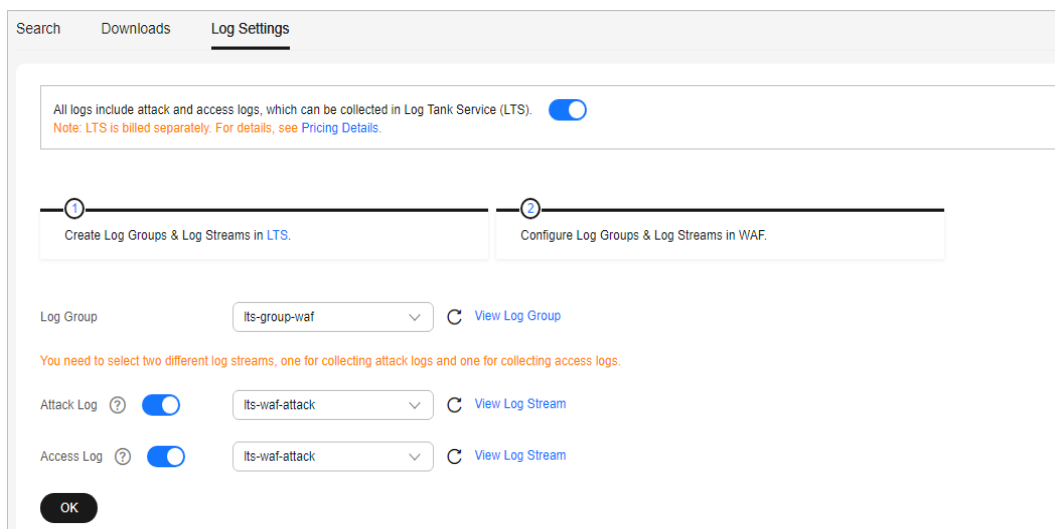 Search Downloads Log Settings
All logs include attack and access logs, which can be collected in Log Tank Service (LTS).
Note: LTS is billed separately. For details, see Pricing Details.
1 2
Create Log Groups & Log Streams in LTS. Configure Log Groups & Log Streams in WAF.
Log Group lts-group-waf View Log Group
You need to select two different log streams, one for collecting attack logs and one for collecting access logs.
Attack Log ? lts-waf-attack View Log Stream
Access Log ? lts-waf-attack View Log Stream
OK